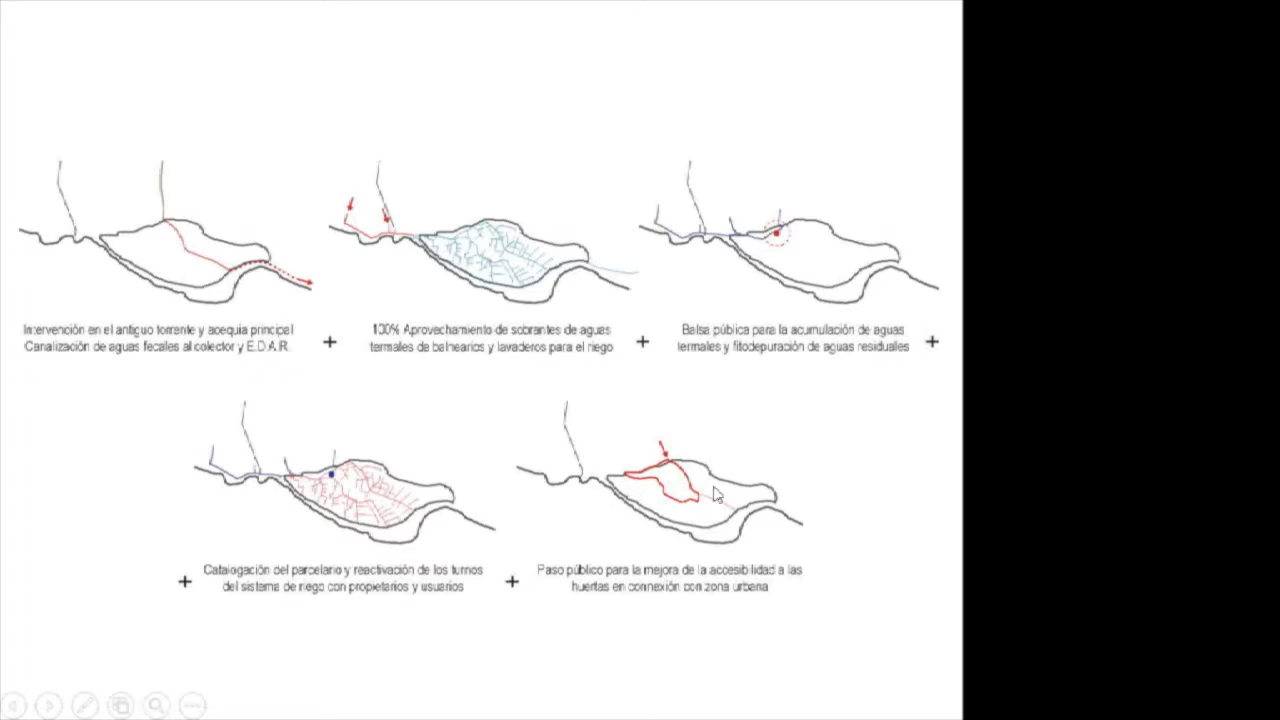 Intervención en el antiguo torrente y acequia principal
Canalización de aguas fecales al colector y E.D.A.R.
+
100% Aprovechamiento de sobrantes de aguas
termales de balnearios y lavaderos para el riego
+
Balsa pública para la acumulación de aguas
termales y fitodepuración de aguas residuales
+
+
Catalogación del parcelario y reactivación de los turnos
del sistema de riego con propietarios y usuarios
+
Paso público para la mejora de la accesibilidad a las
huertas en connexión con zona urbana